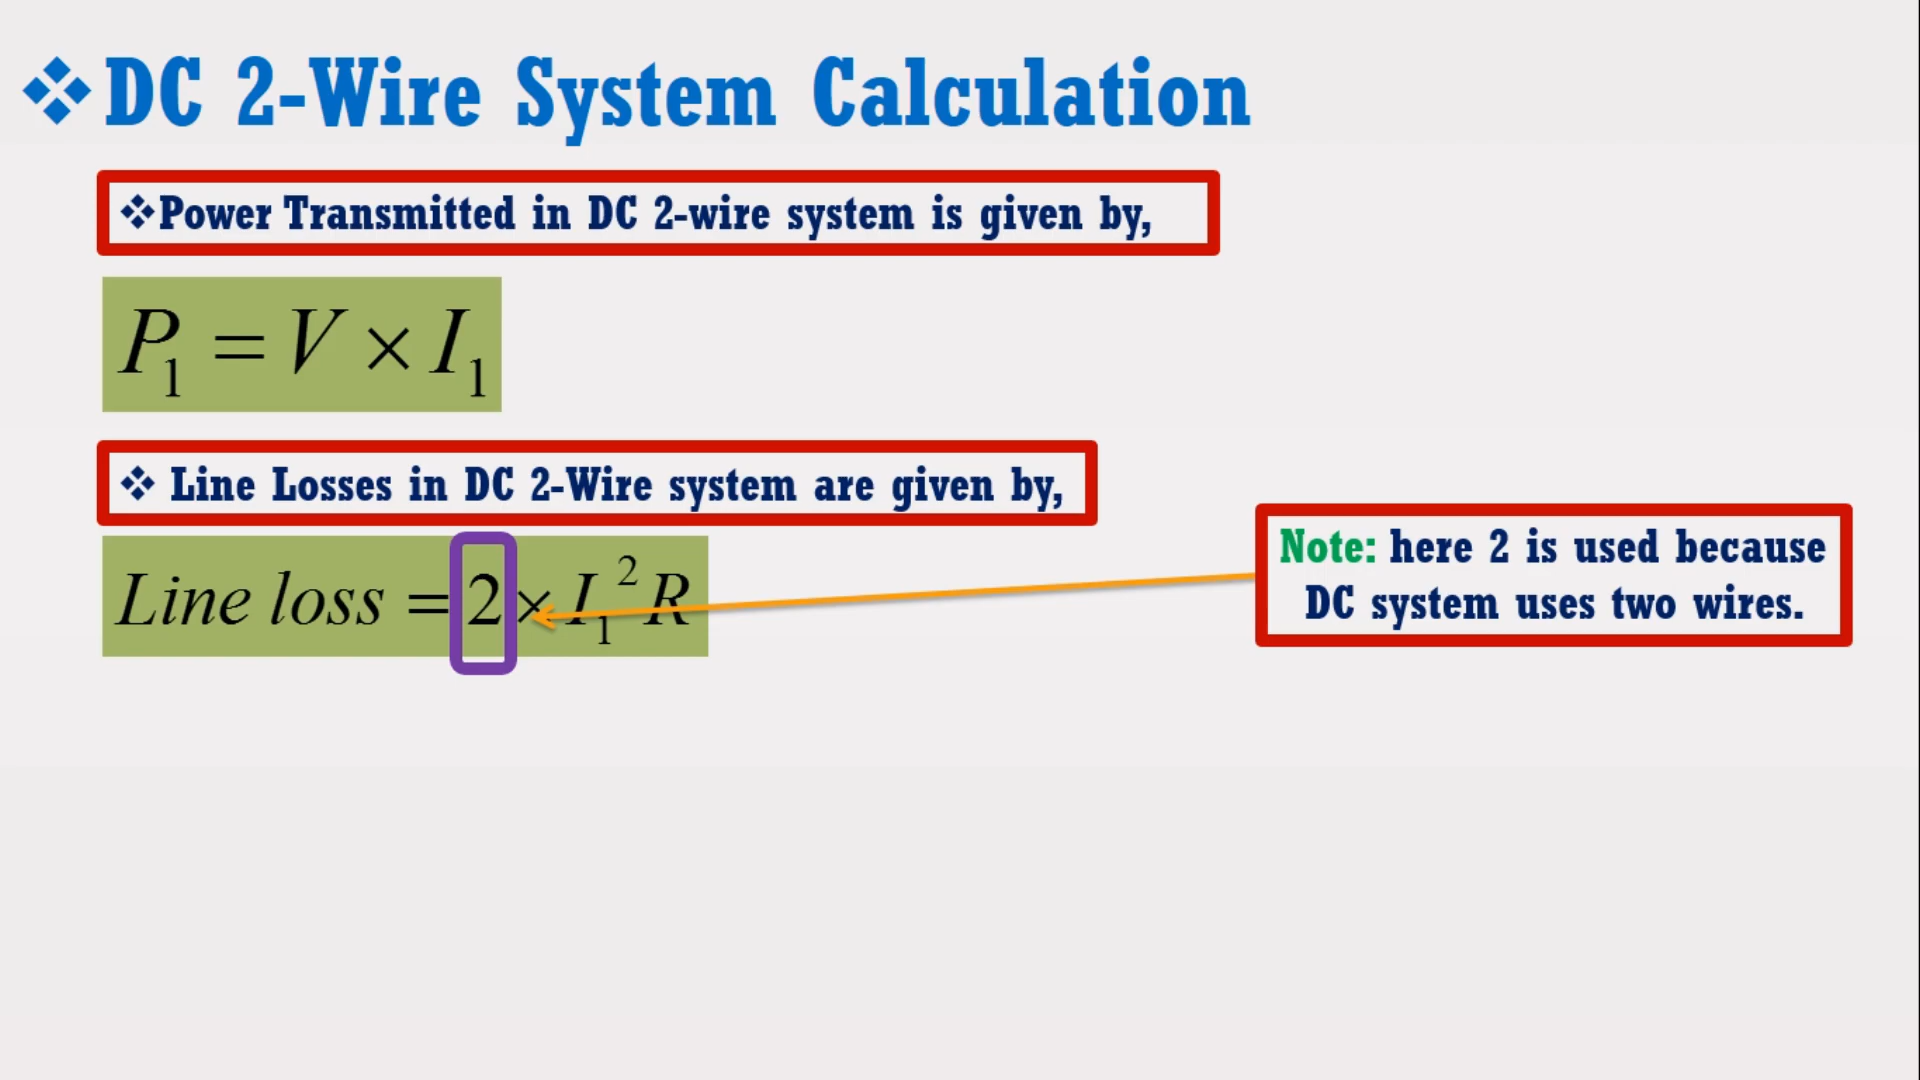 ❖DC 2-Wire System Calculation
❖Power Transmitted in DC 2-wire system is given by,
P₁ = V × I₁
❖ Line Losses in DC 2-Wire system are given by,
Line loss = 2 × I₁² R
Note: here 2 is used because
DC system uses two wires.